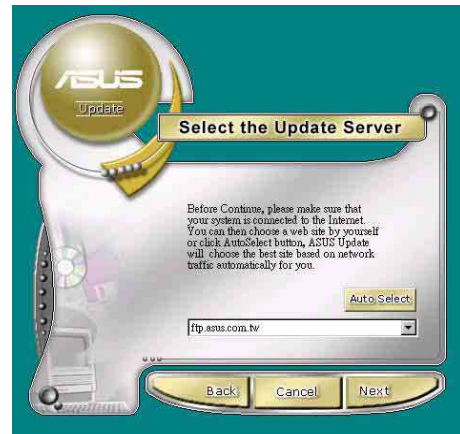 ASUS
Update
Select the Update Server
Before Continue, please make sure that
your system is connected to the Internet.
You can then choose a web site by yourself
or click AutoSelect button, ASUS Update
will choose the best site based on network
traffic automatically for you.
Auto Select
ftp.asus.com.tw
Back
Cancel
Next